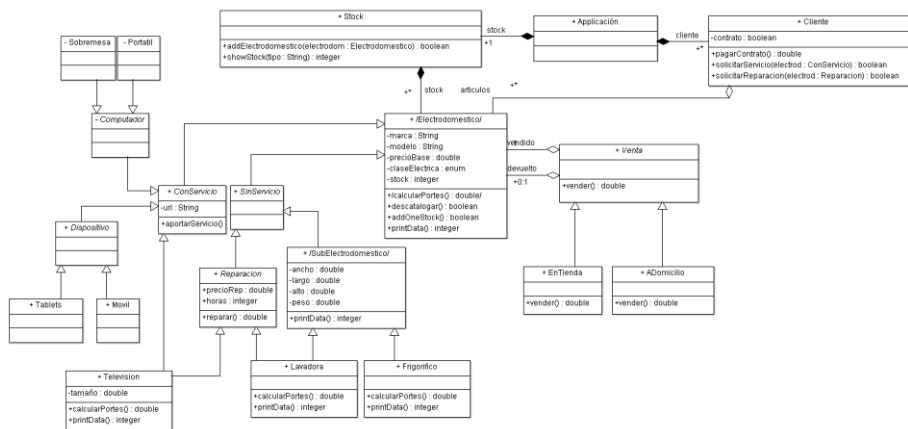 + Stock
+addElectrodomestico(electrodom : Electrodomestico) : boolean
+showStock(tipo : String) : integer
stock
+1
+ Applicación
cliente
+*
+ Cliente
-contrato : boolean
+pagarContrato() : double
+solicitarServicio(electrod : ConServicio) : boolean
+solicitarReparacion(electrod : Reparacion) : boolean
- Sobremesa
- Portatil
- Computador
+*
stock
articulos
+*
+ /Electrodomestico/
-marca : String
-modelo : String
-precioBase : double
-claseElectrica : enum
-stock : integer
+/calcularPortes() : double/
+descatalogar() : boolean
+addOneStock() : boolean
+printData() : integer
vendido
devuelto
+0:1
+ Venta
+vender() : double
+ ConServicio
-url : String
+aportarServicio()
+ SinServicio
+ Dispositivo
+ Tablets
+ Movil
+ Reparacion
+precioRep : double
+horas : integer
+reparar() : double
+ /SubElectrodomestico/
-ancho : double
-largo : double
-alto : double
-peso : double
+printData() : integer
+ EnTienda
+vender() : double
+ ADomicilio
+vender() : double
+ Television
-tamaño : double
+calcularPortes() : double
+printData() : integer
+ Lavadora
+calcularPortes() : double
+printData() : integer
+ Frigorifico
+calcularPortes() : double
+printData() : integer